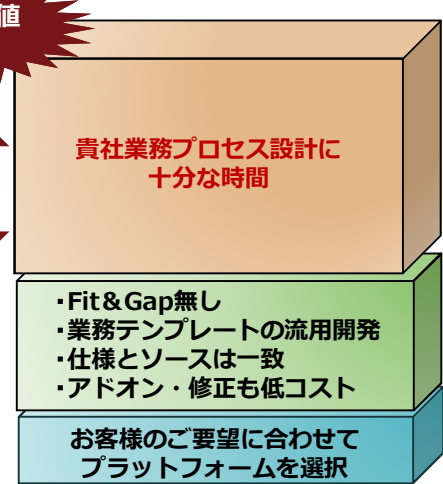 値
貴社業務プロセス設計に
十分な時間
・Fit&Gap無し
・業務テンプレートの流用開発
・仕様とソースは一致
・アドオン・修正も低コスト
お客様のご要望に合わせて
プラットフォームを選択